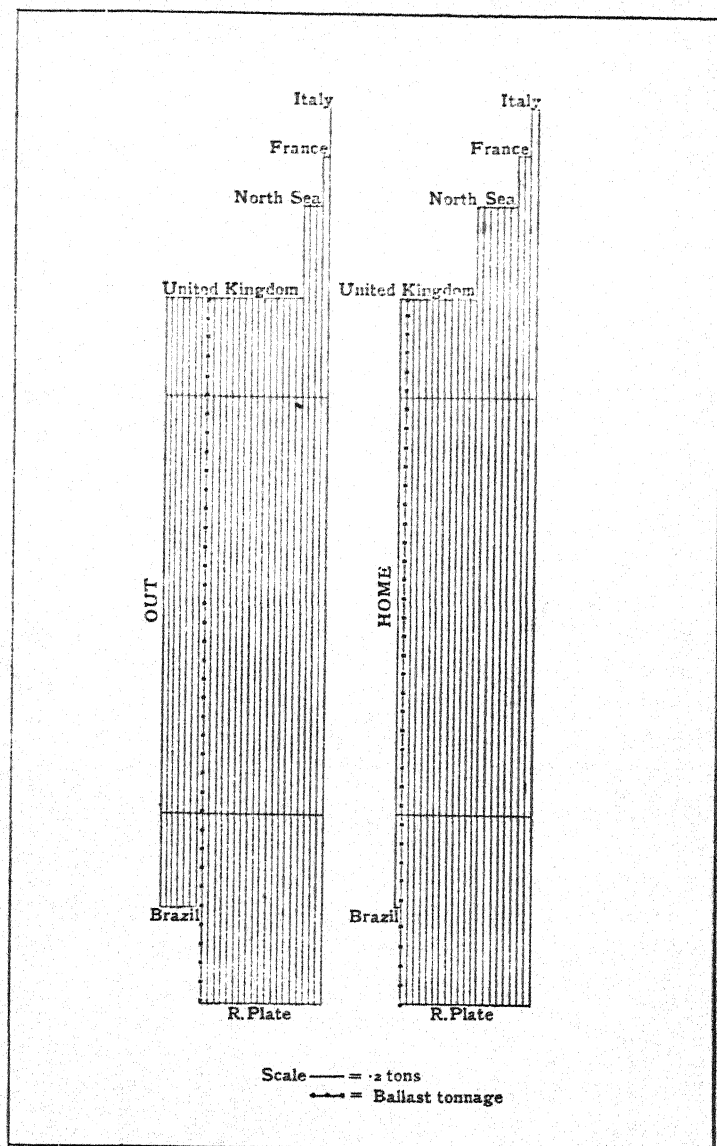 Italy
France
North Sea
United Kingdom
OUT
Brazil
R. Plate
Italy
France
North Sea
United Kingdom
HOME
Brazil
R. Plate
Scale = ·2 tons
= Ballast tonnage